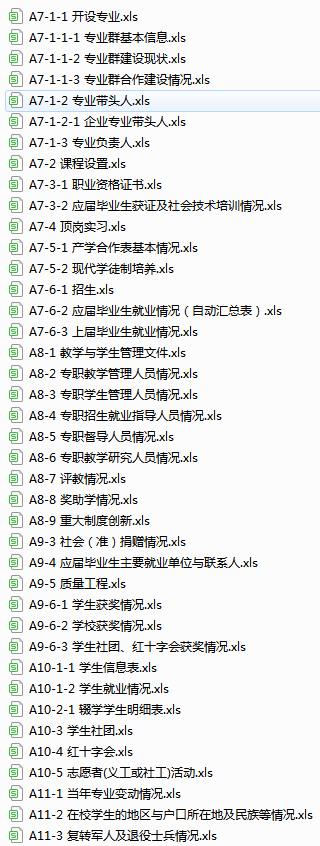 A7-1-1 开设专业.xls
A7-1-1-1 专业群基本信息.xls
A7-1-1-2 专业群建设现状.xls
A7-1-1-3 专业群合作建设情况.xls
A7-1-2 专业带头人.xls
A7-1-2-1 企业专业带头人.xls
A7-1-3 专业负责人.xls
A7-2 课程设置.xls
A7-3-1 职业资格证书.xls
A7-3-2 应届毕业生获证及社会技术培训情况.xls
A7-4 顶岗实习.xls
A7-5-1 产学合作表基本情况.xls
A7-5-2 现代学徒制培养.xls
A7-6-1 招生.xls
A7-6-2 应届毕业生就业情况（自动汇总表）.xls
A7-6-3 上届毕业生就业情况.xls
A8-1 教学与学生管理文件.xls
A8-2 专职教学管理人员情况.xls
A8-3 专职学生管理人员情况.xls
A8-4 专职招生就业指导人员情况.xls
A8-5 专职督导人员情况.xls
A8-6 专职教学研究人员情况.xls
A8-7 评教情况.xls
A8-8 奖助学情况.xls
A8-9 重大制度创新.xls
A9-3 社会（准）捐赠情况.xls
A9-4 应届毕业生主要就业单位与联系人.xls
A9-5 质量工程.xls
A9-6-1 学生获奖情况.xls
A9-6-2 学校获奖情况.xls
A9-6-3 学生社团、红十字会获奖情况.xls
A10-1-1 学生信息表.xls
A10-1-2 学生就业情况.xls
A10-2-1 辍学学生明细表.xls
A10-3 学生社团.xls
A10-4 红十字会.xls
A10-5 志愿者(义工或社工)活动.xls
A11-1 当年专业变动情况.xls
A11-2 在校学生的地区与户口所在地及民族等情况.xls
A11-3 复转军人及退役士兵情况.xls